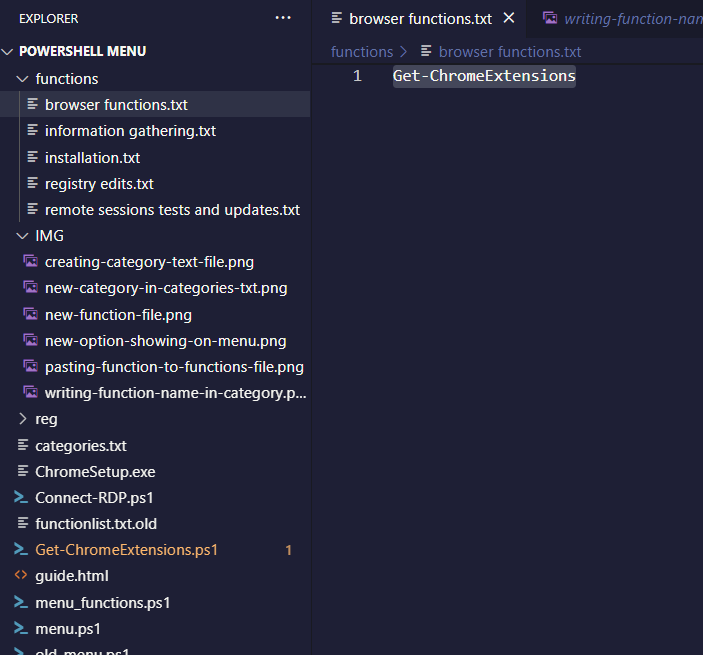 EXPLORER
···
POWERSHELL MENU
functions
browser functions.txt
information gathering.txt
installation.txt
registry edits.txt
remote sessions tests and updates.txt
IMG
creating-category-text-file.png
new-category-in-categories-txt.png
new-function-file.png
new-option-showing-on-menu.png
pasting-function-to-functions-file.png
writing-function-name-in-category.p...
reg
categories.txt
ChromeSetup.exe
Connect-RDP.ps1
functionlist.txt.old
Get-ChromeExtensions.ps1 1
guide.html
menu_functions.ps1
menu.ps1
old_menu.ps1
browser functions.txt writing-function-nam
functions > browser functions.txt
1 Get-ChromeExtensions